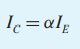 I_C = αI_E